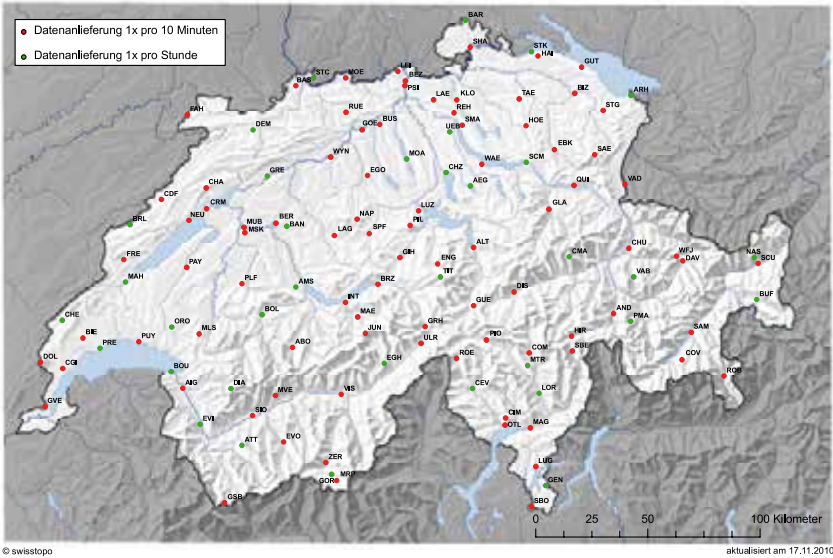 Datenanlieferung 1x pro 10 Minuten
Datenanlieferung 1x pro Stunde
BAR
SHA
STK
HAI
GUT
STC
MOE
LEI
BEZ
PSI
BAS
LAE
KLO
TAE
BIZ
ARH
FAH
RUE
REH
STG
DEM
GOE
BUS
UEB
SMA
HOE
WYN
MOA
EBK
SAE
GRE
EGO
CHZ
WAE
SCM
CHA
AEG
QUI
VAD
CDF
CRM
LUZ
GLA
BRL
NEU
MUB
MSK
BER
BAN
NAP
LAG
SPF
PIL
FRE
PAY
GIH
ENG
ALT
CMA
CHU
WFJ
DAV
NAS
SCU
MAH
PLF
AMS
BRZ
TIT
VAB
INT
DIS
BUF
CHE
BOL
MAE
GUE
AND
PMA
BIE
PRE
PUY
ORO
MLS
JUN
GRH
ULR
PIO
HIR
SAM
ABO
SBE
DOL
CGI
BOU
EGH
ROE
COM
MTR
COV
ROB
AIG
DIA
MVE
VIS
CEV
LOR
GVE
SIO
EVI
CIM
OTL
MAG
ATT
EVO
ZER
MRP
GOR
LUG
GEN
GSB
SBO
100 Kilometer
0 25 50
© swisstopo
aktualisiert am 17.11.2010